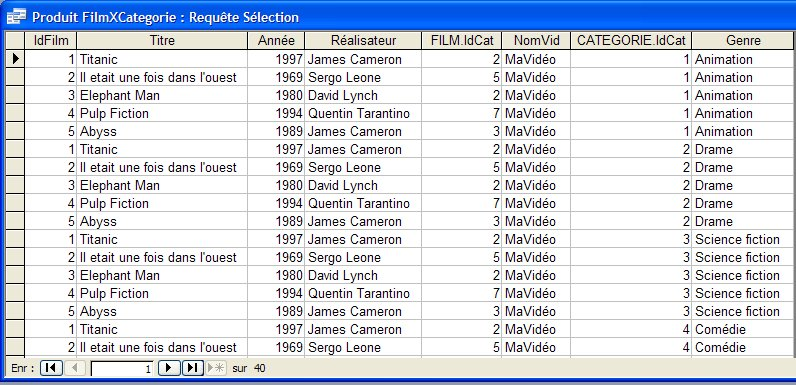 Produit FilmXCategorie : Requête Sélection
IdFilm Titre Année Réalisateur FILM.IdCat NomVid CATEGORIE.IdCat Genre
1 Titanic 1997 James Cameron 2 MaVidéo 1 Animation
2 Il etait une fois dans l'ouest 1969 Sergo Leone 5 MaVidéo 1 Animation
3 Elephant Man 1980 David Lynch 2 MaVidéo 1 Animation
4 Pulp Fiction 1994 Quentin Tarantino 7 MaVidéo 1 Animation
5 Abyss 1989 James Cameron 3 MaVidéo 1 Animation
1 Titanic 1997 James Cameron 2 MaVidéo 2 Drame
2 Il etait une fois dans l'ouest 1969 Sergo Leone 5 MaVidéo 2 Drame
3 Elephant Man 1980 David Lynch 2 MaVidéo 2 Drame
4 Pulp Fiction 1994 Quentin Tarantino 7 MaVidéo 2 Drame
5 Abyss 1989 James Cameron 3 MaVidéo 2 Drame
1 Titanic 1997 James Cameron 2 MaVidéo 3 Science fiction
2 Il etait une fois dans l'ouest 1969 Sergo Leone 5 MaVidéo 3 Science fiction
3 Elephant Man 1980 David Lynch 2 MaVidéo 3 Science fiction
4 Pulp Fiction 1994 Quentin Tarantino 7 MaVidéo 3 Science fiction
5 Abyss 1989 James Cameron 3 MaVidéo 3 Science fiction
1 Titanic 1997 James Cameron 2 MaVidéo 4 Comédie
2 Il etait une fois dans l'ouest 1969 Sergo Leone 5 MaVidéo 4 Comédie
Enr : 1 sur 40